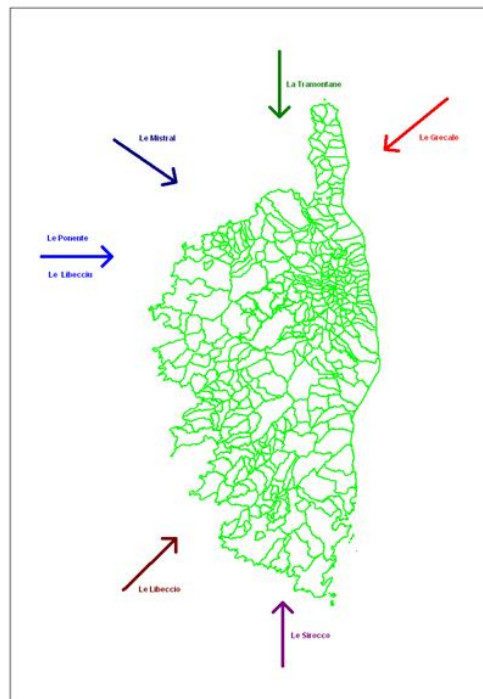 La Tramontane
Le Mistral
Le Grecale
Le Ponente
Le Libecciu
Le Libeccio
Le Sirocco